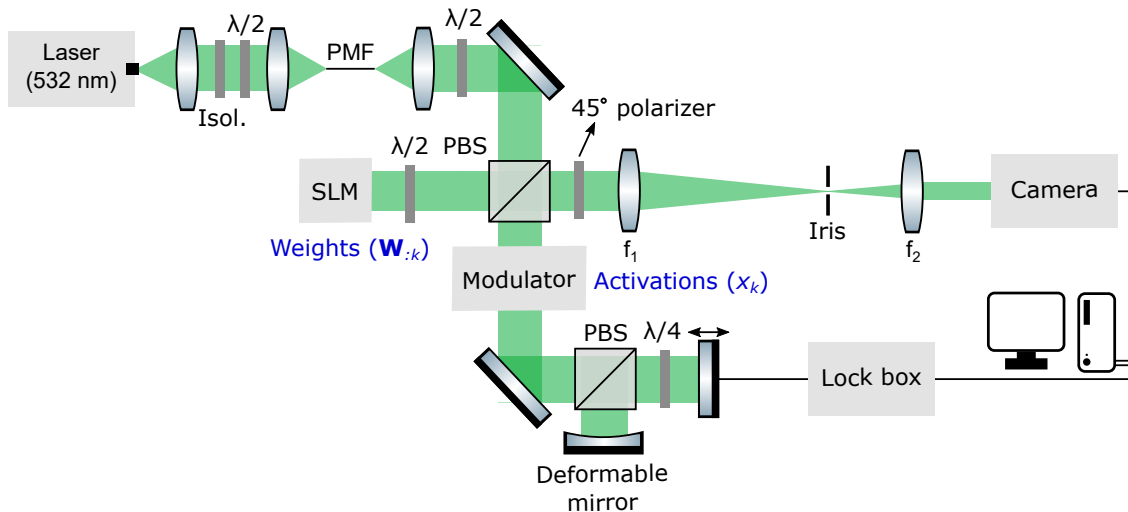 Laser
(532 nm)
λ/2
Isol.
PMF
λ/2
45° polarizer
λ/2
PBS
SLM
Camera
Iris
Weights (W:k)
f1
f2
Modulator
Activations (xk)
PBS
λ/4
Lock box
Deformable
mirror